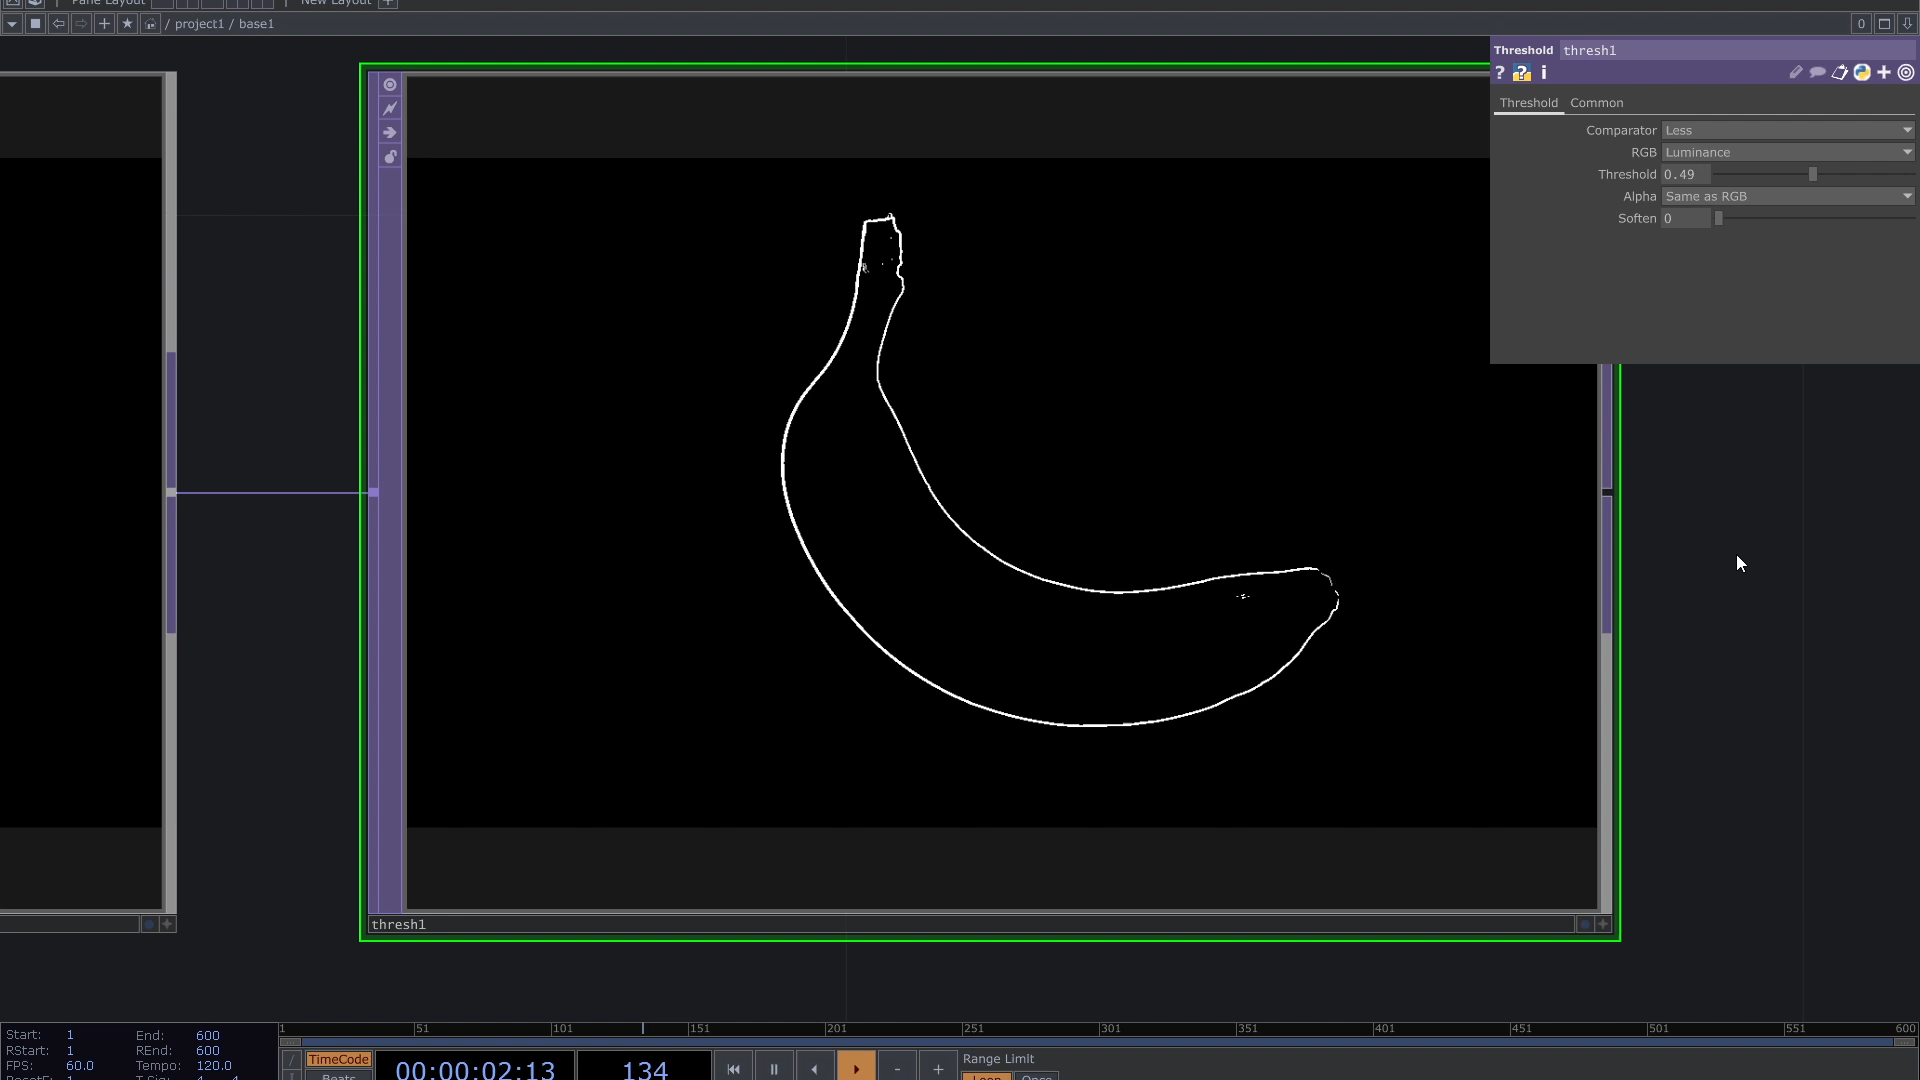 Pane Layout New Layout +
/ project1 / base1
0
Threshold thresh1
? ? i
Threshold Common
Comparator Less
RGB Luminance
Threshold 0.49
Alpha Same as RGB
Soften 0
thresh1
1 51 101 151 201 251 301 351 401 451 501 551 600
Start: 1 End: 600
RStart: 1 REnd: 600
FPS: 60.0 Tempo: 120.0
TimeCode
Beats
00:00:02:13 134
- +
Range Limit
Loop Once